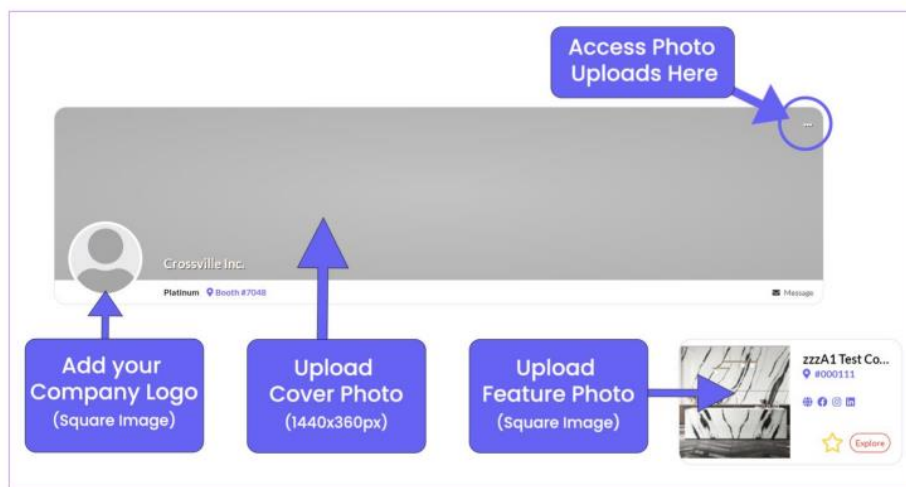 Access Photo
Uploads Here
...
Crossville Inc.
Platinum Booth #7048
Message
Add your
Company Logo
(Square Image)
Upload
Cover Photo
(1440x360px)
Upload
Feature Photo
(Square Image)
zzzA1 Test Co...
#000111
Explore